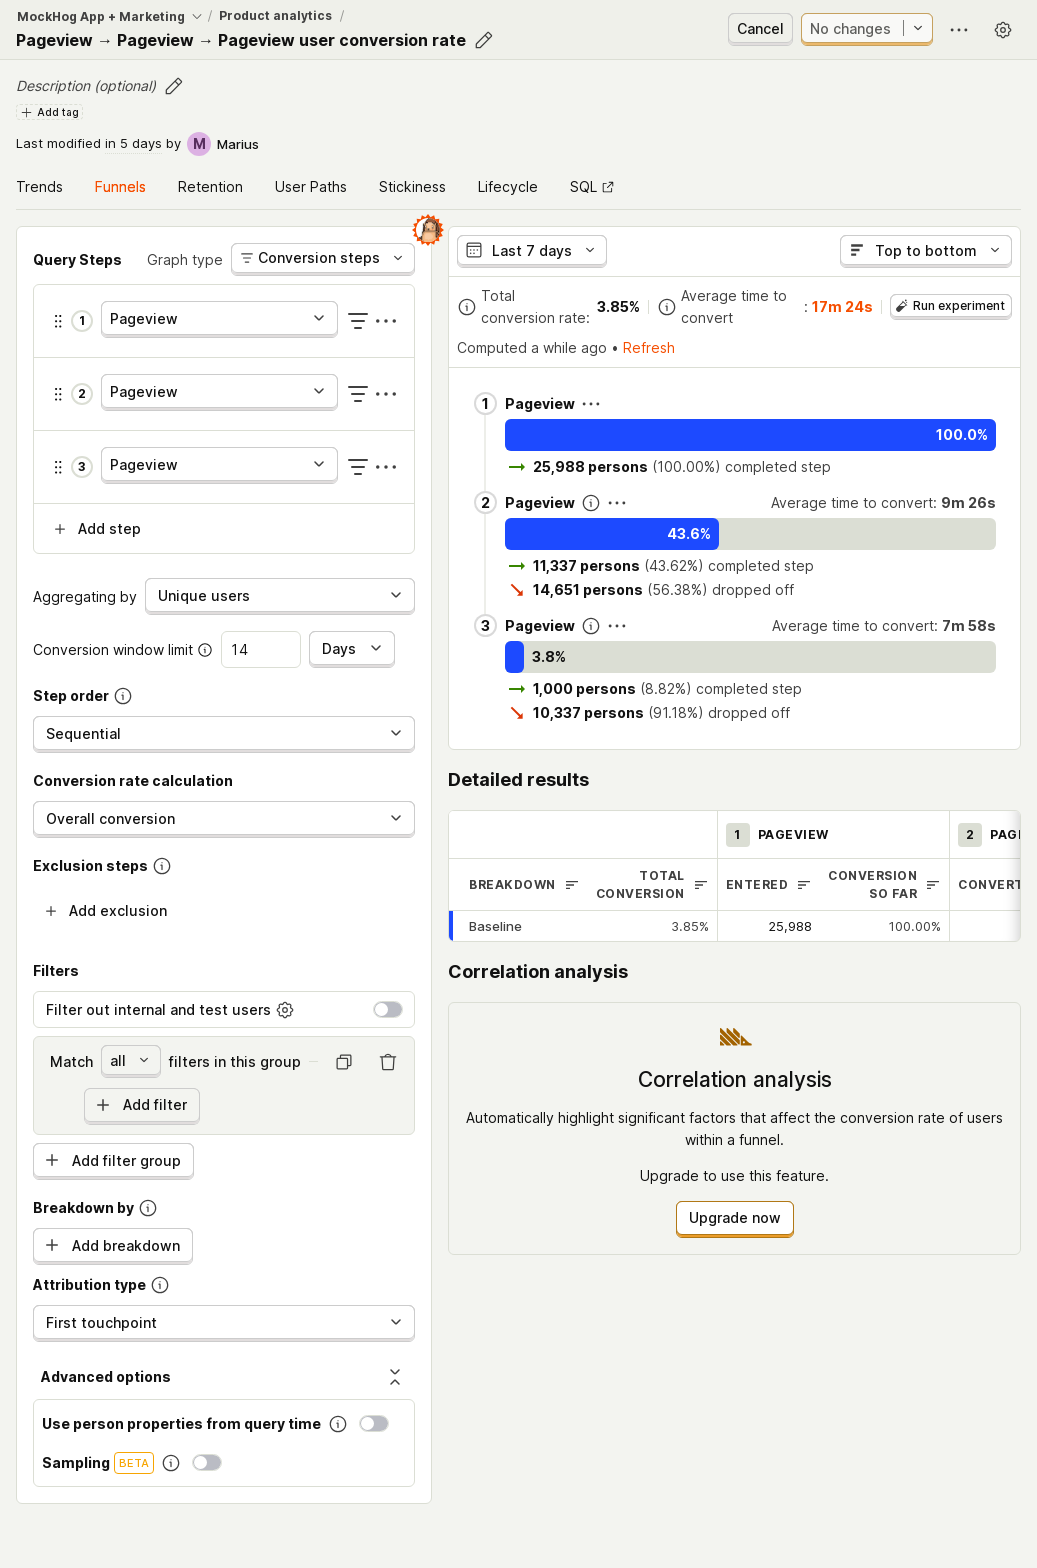 MockHog App + Marketing / Product analytics /
Pageview → Pageview → Pageview user conversion rate
Cancel
No changes
Description (optional)
Add tag
Last modified in 5 days by M Marius
Trends Funnels Retention User Paths Stickiness Lifecycle SQL
Query Steps Graph type Conversion steps
1 Pageview
2 Pageview
3 Pageview
Add step
Aggregating by Unique users
Conversion window limit 14 Days
Step order
Sequential
Conversion rate calculation
Overall conversion
Exclusion steps
Add exclusion
Filters
Filter out internal and test users
Match all filters in this group
Add filter
Add filter group
Breakdown by
Add breakdown
Attribution type
First touchpoint
Advanced options
Use person properties from query time
Sampling BETA
Last 7 days Top to bottom
Total conversion rate: 3.85% Average time to convert : 17m 24s Run experiment
Computed a while ago • Refresh
1 Pageview
100.0%
→ 25,988 persons (100.00%) completed step
2 Pageview Average time to convert: 9m 26s
43.6%
→ 11,337 persons (43.62%) completed step
↘ 14,651 persons (56.38%) dropped off
3 Pageview Average time to convert: 7m 58s
3.8%
→ 1,000 persons (8.82%) completed step
↘ 10,337 persons (91.18%) dropped off
Detailed results
1 PAGEVIEW 2
BREAKDOWN TOTAL CONVERSION ENTERED CONVERSION SO FAR
Baseline 3.85% 25,988 100.00%
Correlation analysis
Correlation analysis
Automatically highlight significant factors that affect the conversion rate of users
within a funnel.
Upgrade to use this feature.
Upgrade now